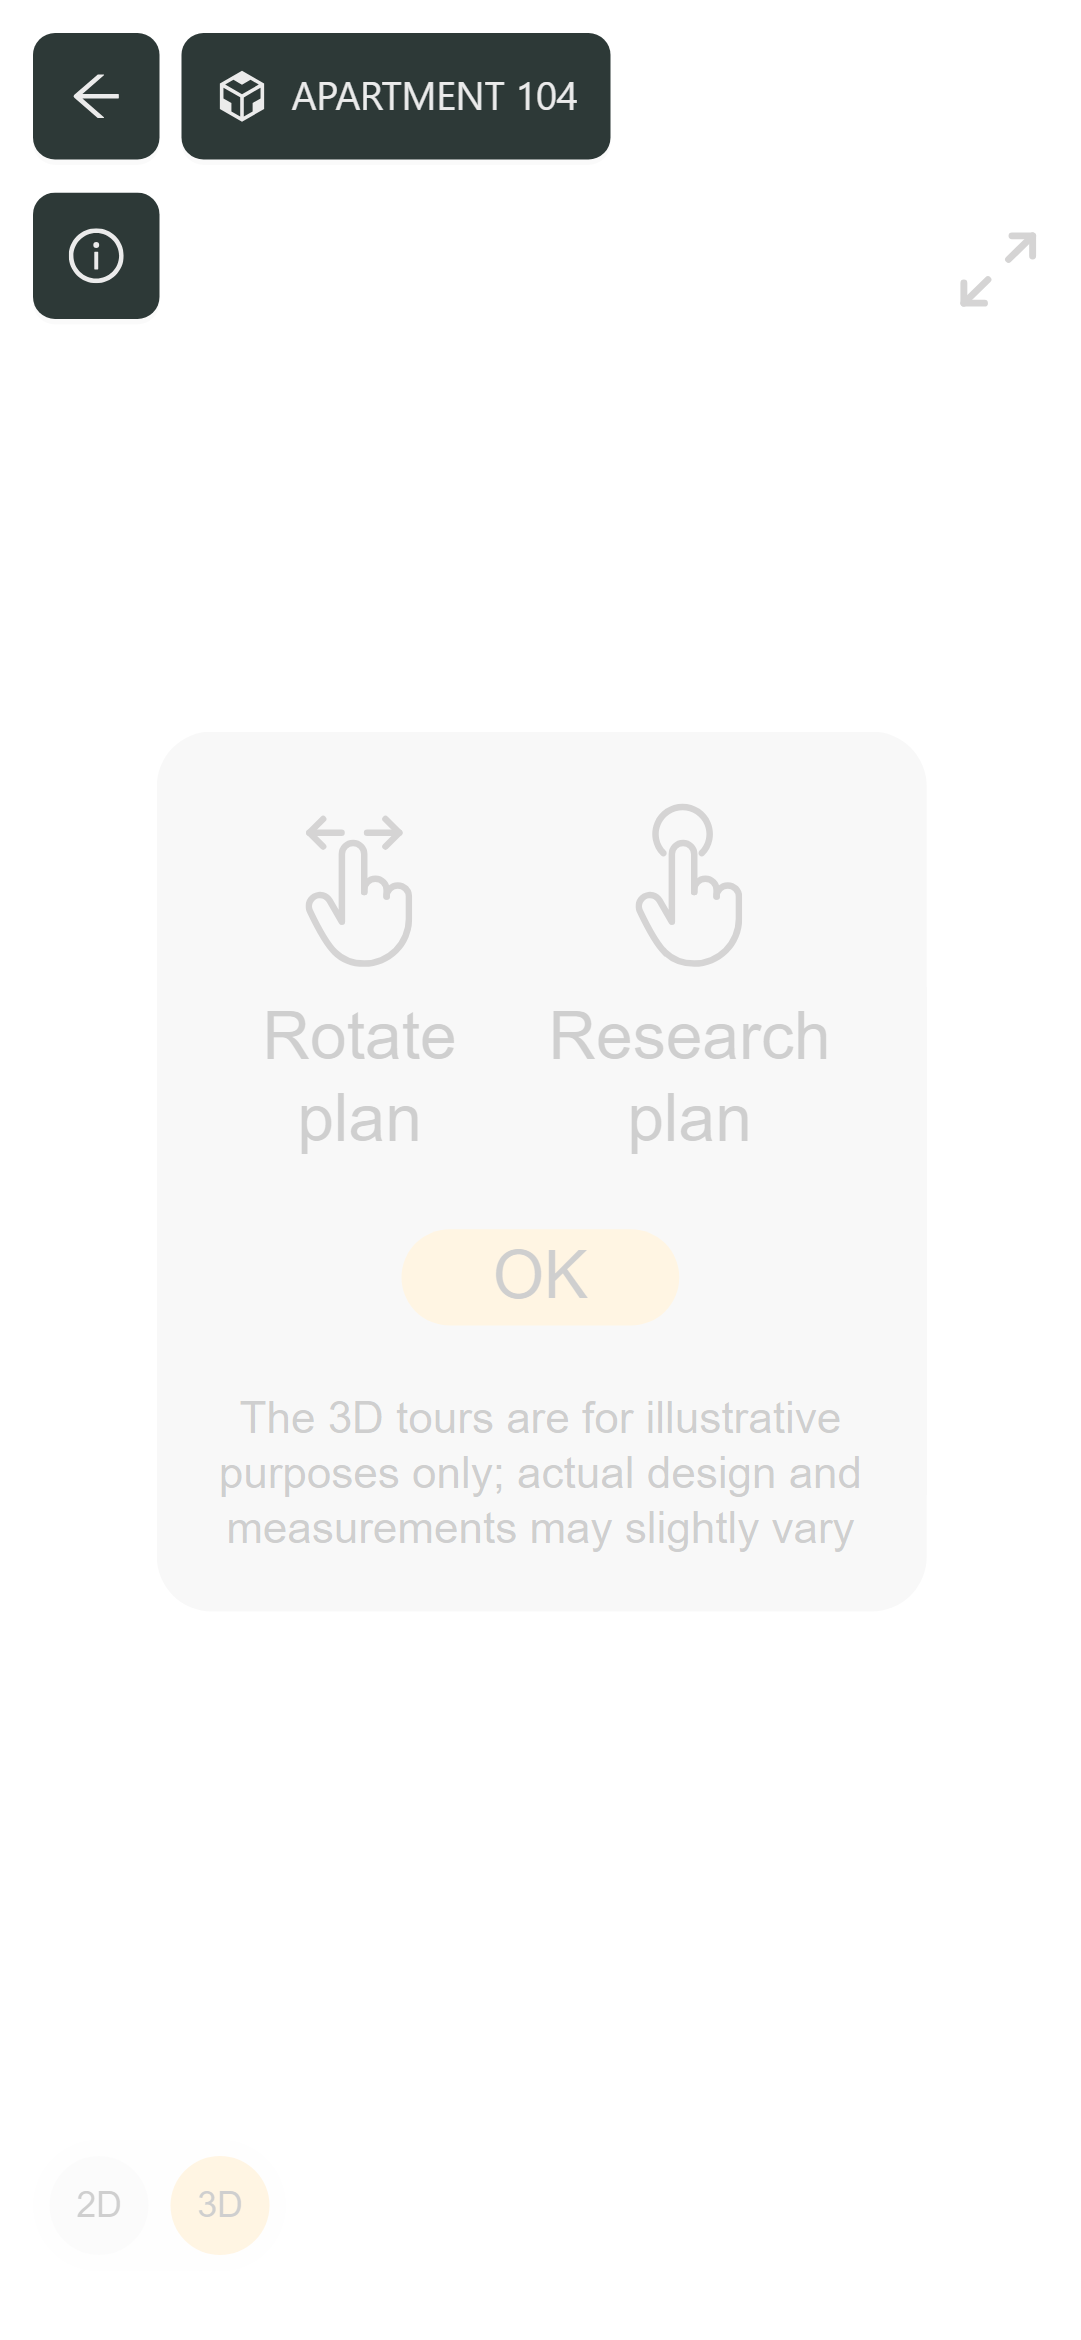 APARTMENT 104
Rotate Research
plan plan
OK
The 3D tours are for illustrative
purposes only; actual design and
measurements may slightly vary
2D 3D